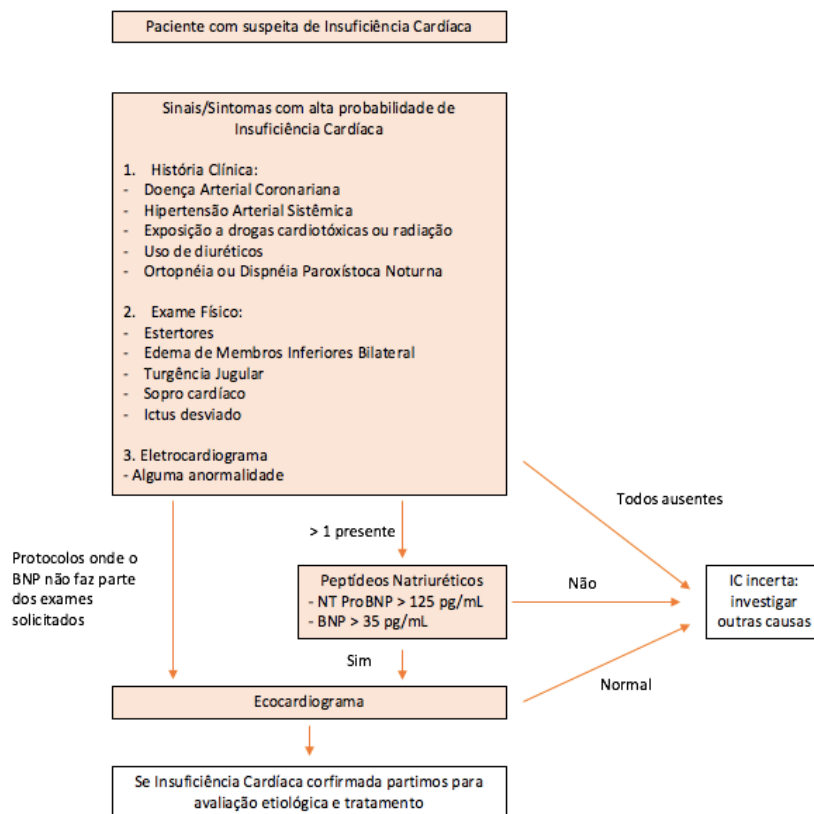 Paciente com suspeita de Insuficiência Cardíaca
Sinais/Sintomas com alta probabilidade de
Insuficiência Cardíaca
1. História Clínica:
- Doença Arterial Coronariana
- Hipertensão Arterial Sistêmica
- Exposição a drogas cardiotóxicas ou radiação
- Uso de diuréticos
- Ortopnéia ou Dispnéia Paroxístoca Noturna
2. Exame Físico:
- Estertores
- Edema de Membros Inferiores Bilateral
- Turgência Jugular
- Sopro cardíaco
- Ictus desviado
3. Eletrocardiograma
- Alguma anormalidade
Todos ausentes
> 1 presente
Protocolos onde o
BNP não faz parte
dos exames
solicitados
Peptídeos Natriuréticos
- NT ProBNP > 125 pg/mL
- BNP > 35 pg/mL
Não
IC incerta:
investigar
outras causas
Sim
Normal
Ecocardiograma
Se Insuficiência Cardíaca corfirmada partimos para
avaliação etiológica e tratamento